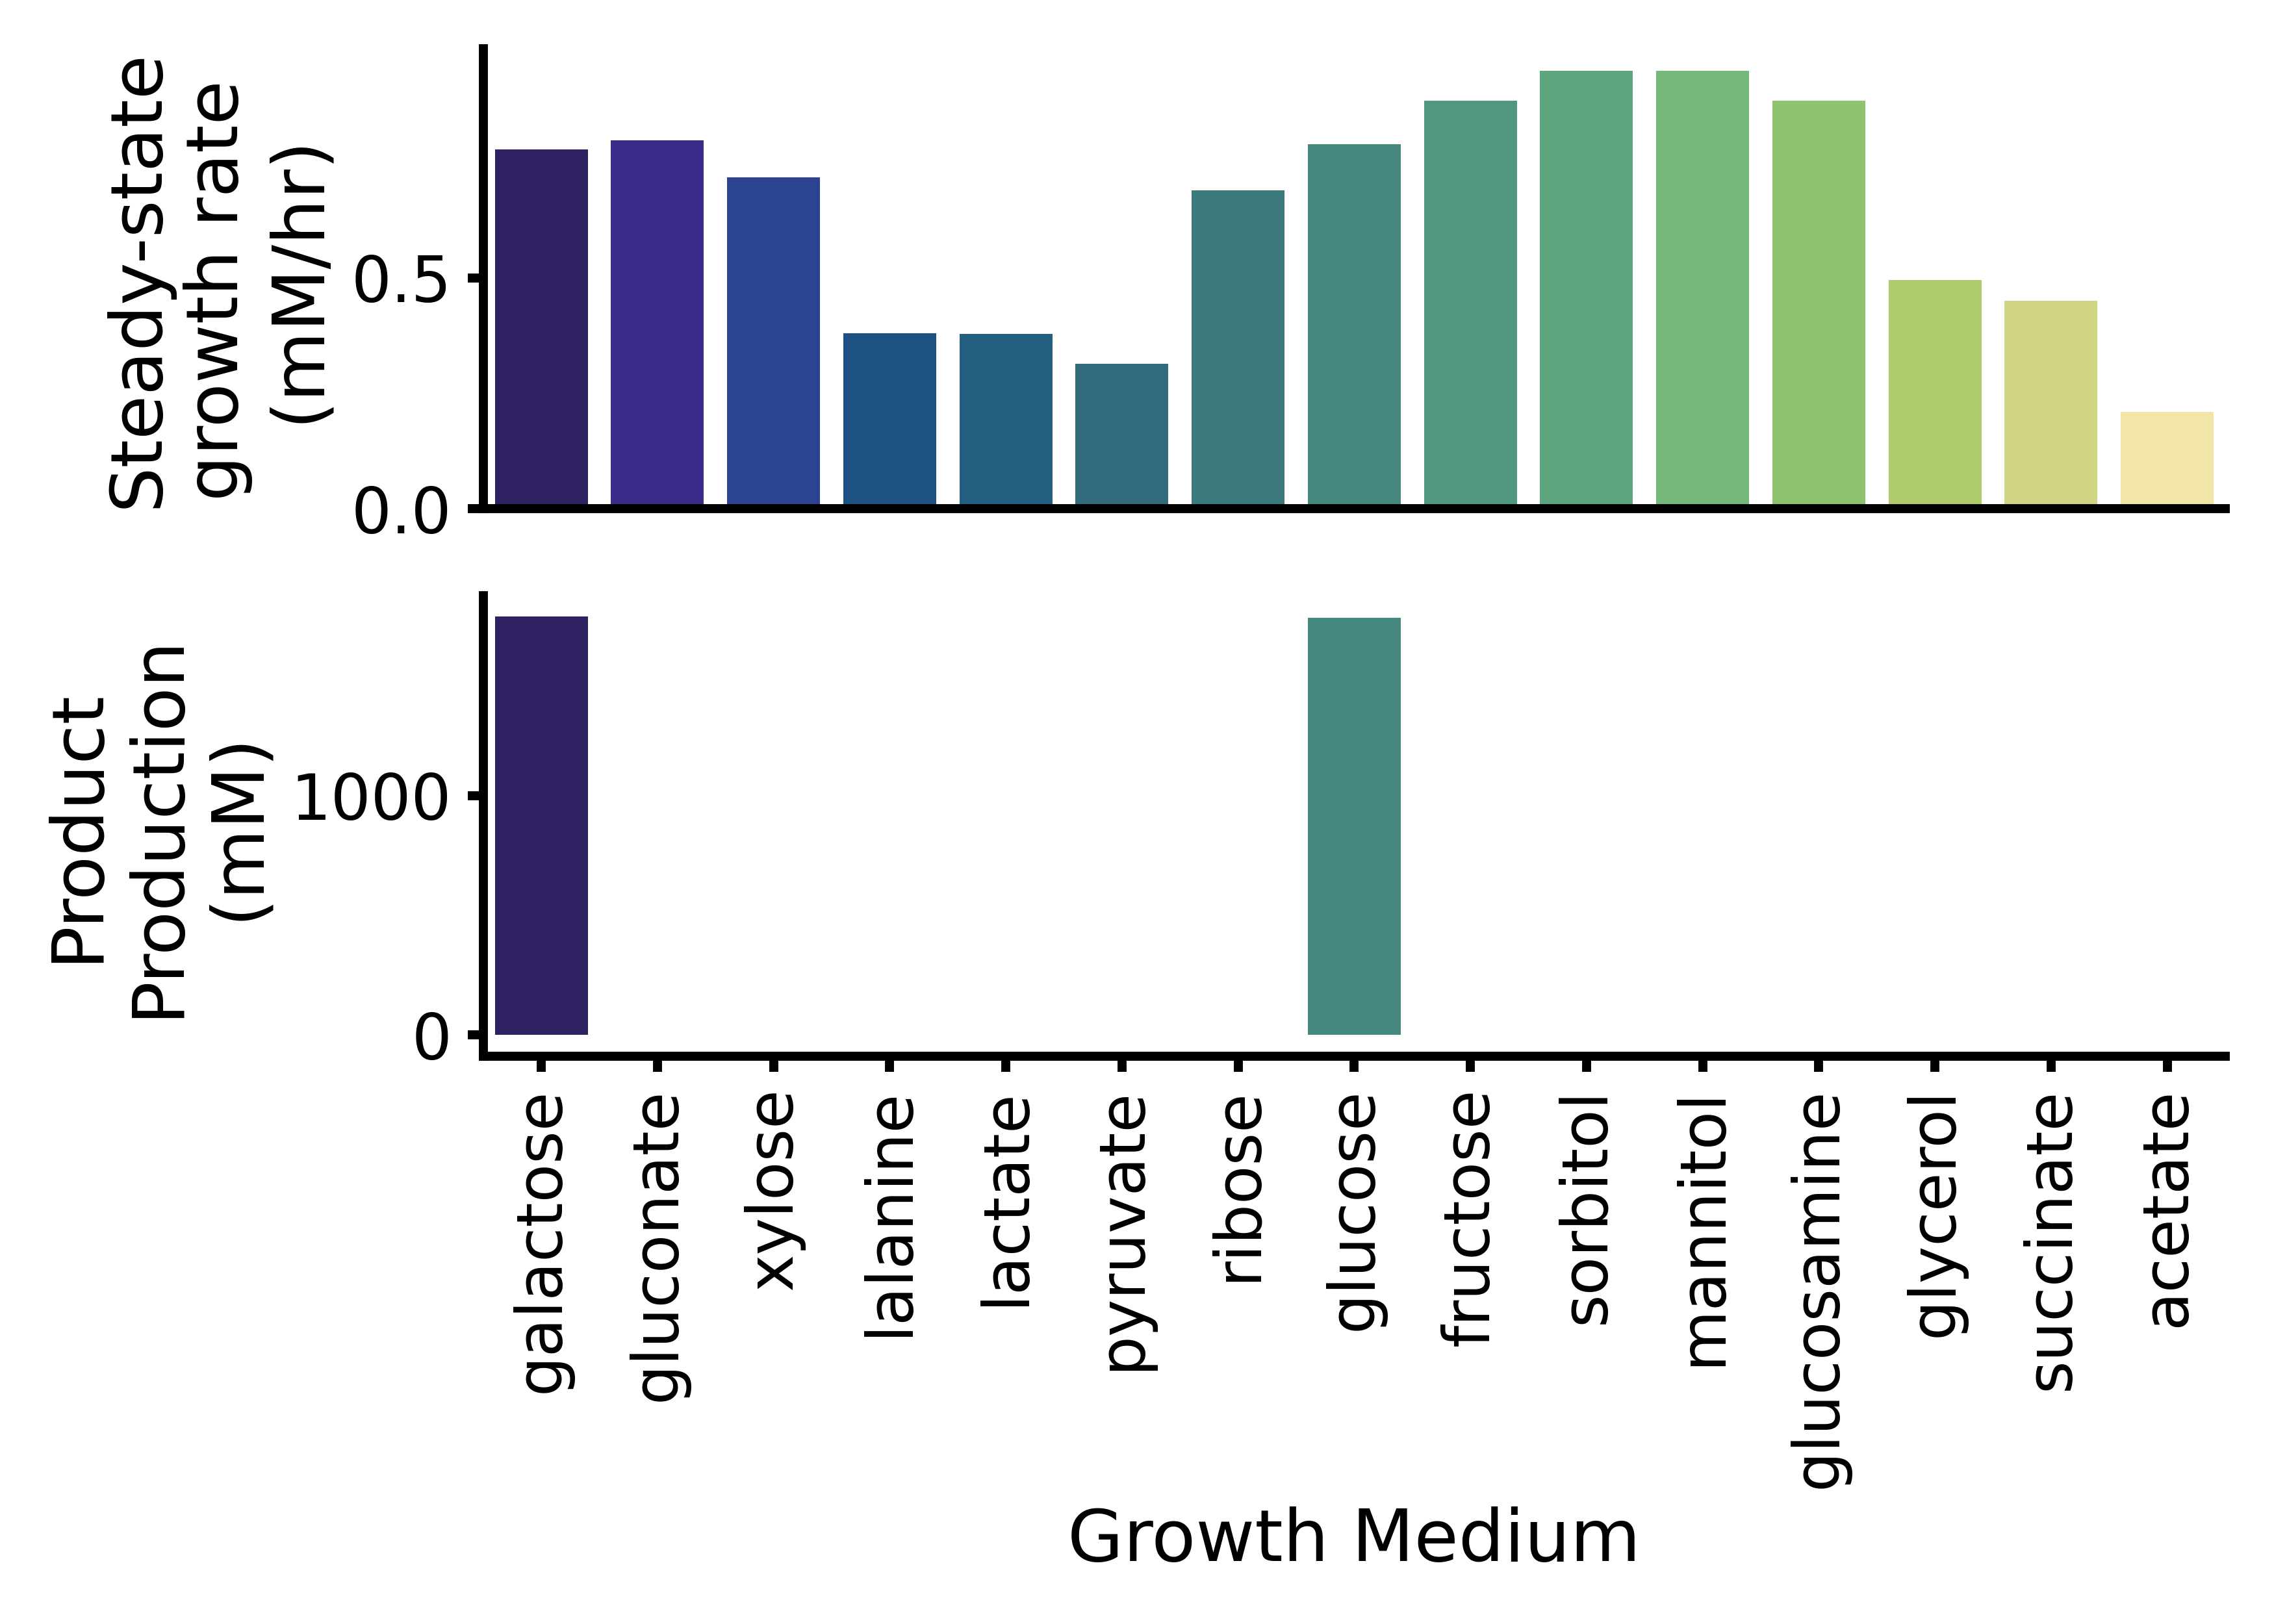 Steady-state
growth rate
(mM/hr)
0.5
0.0
Product
Production
(mM)
1000
0
galactose
gluconate
xylose
lalanine
lactate
pyruvate
ribose
glucose
fructose
sorbitol
mannitol
glucosamine
glycerol
succinate
acetate
Growth Medium